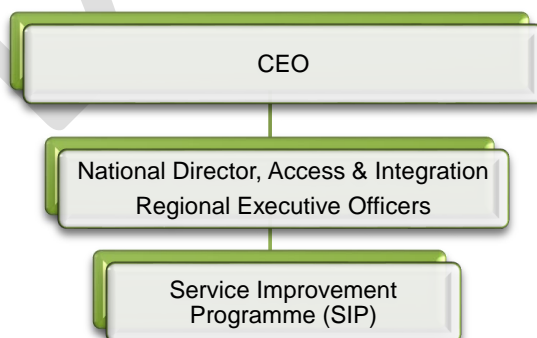 CEO
National Director, Access & Integration
Regional Executive Officers
Service Improvement
Programme (SIP)